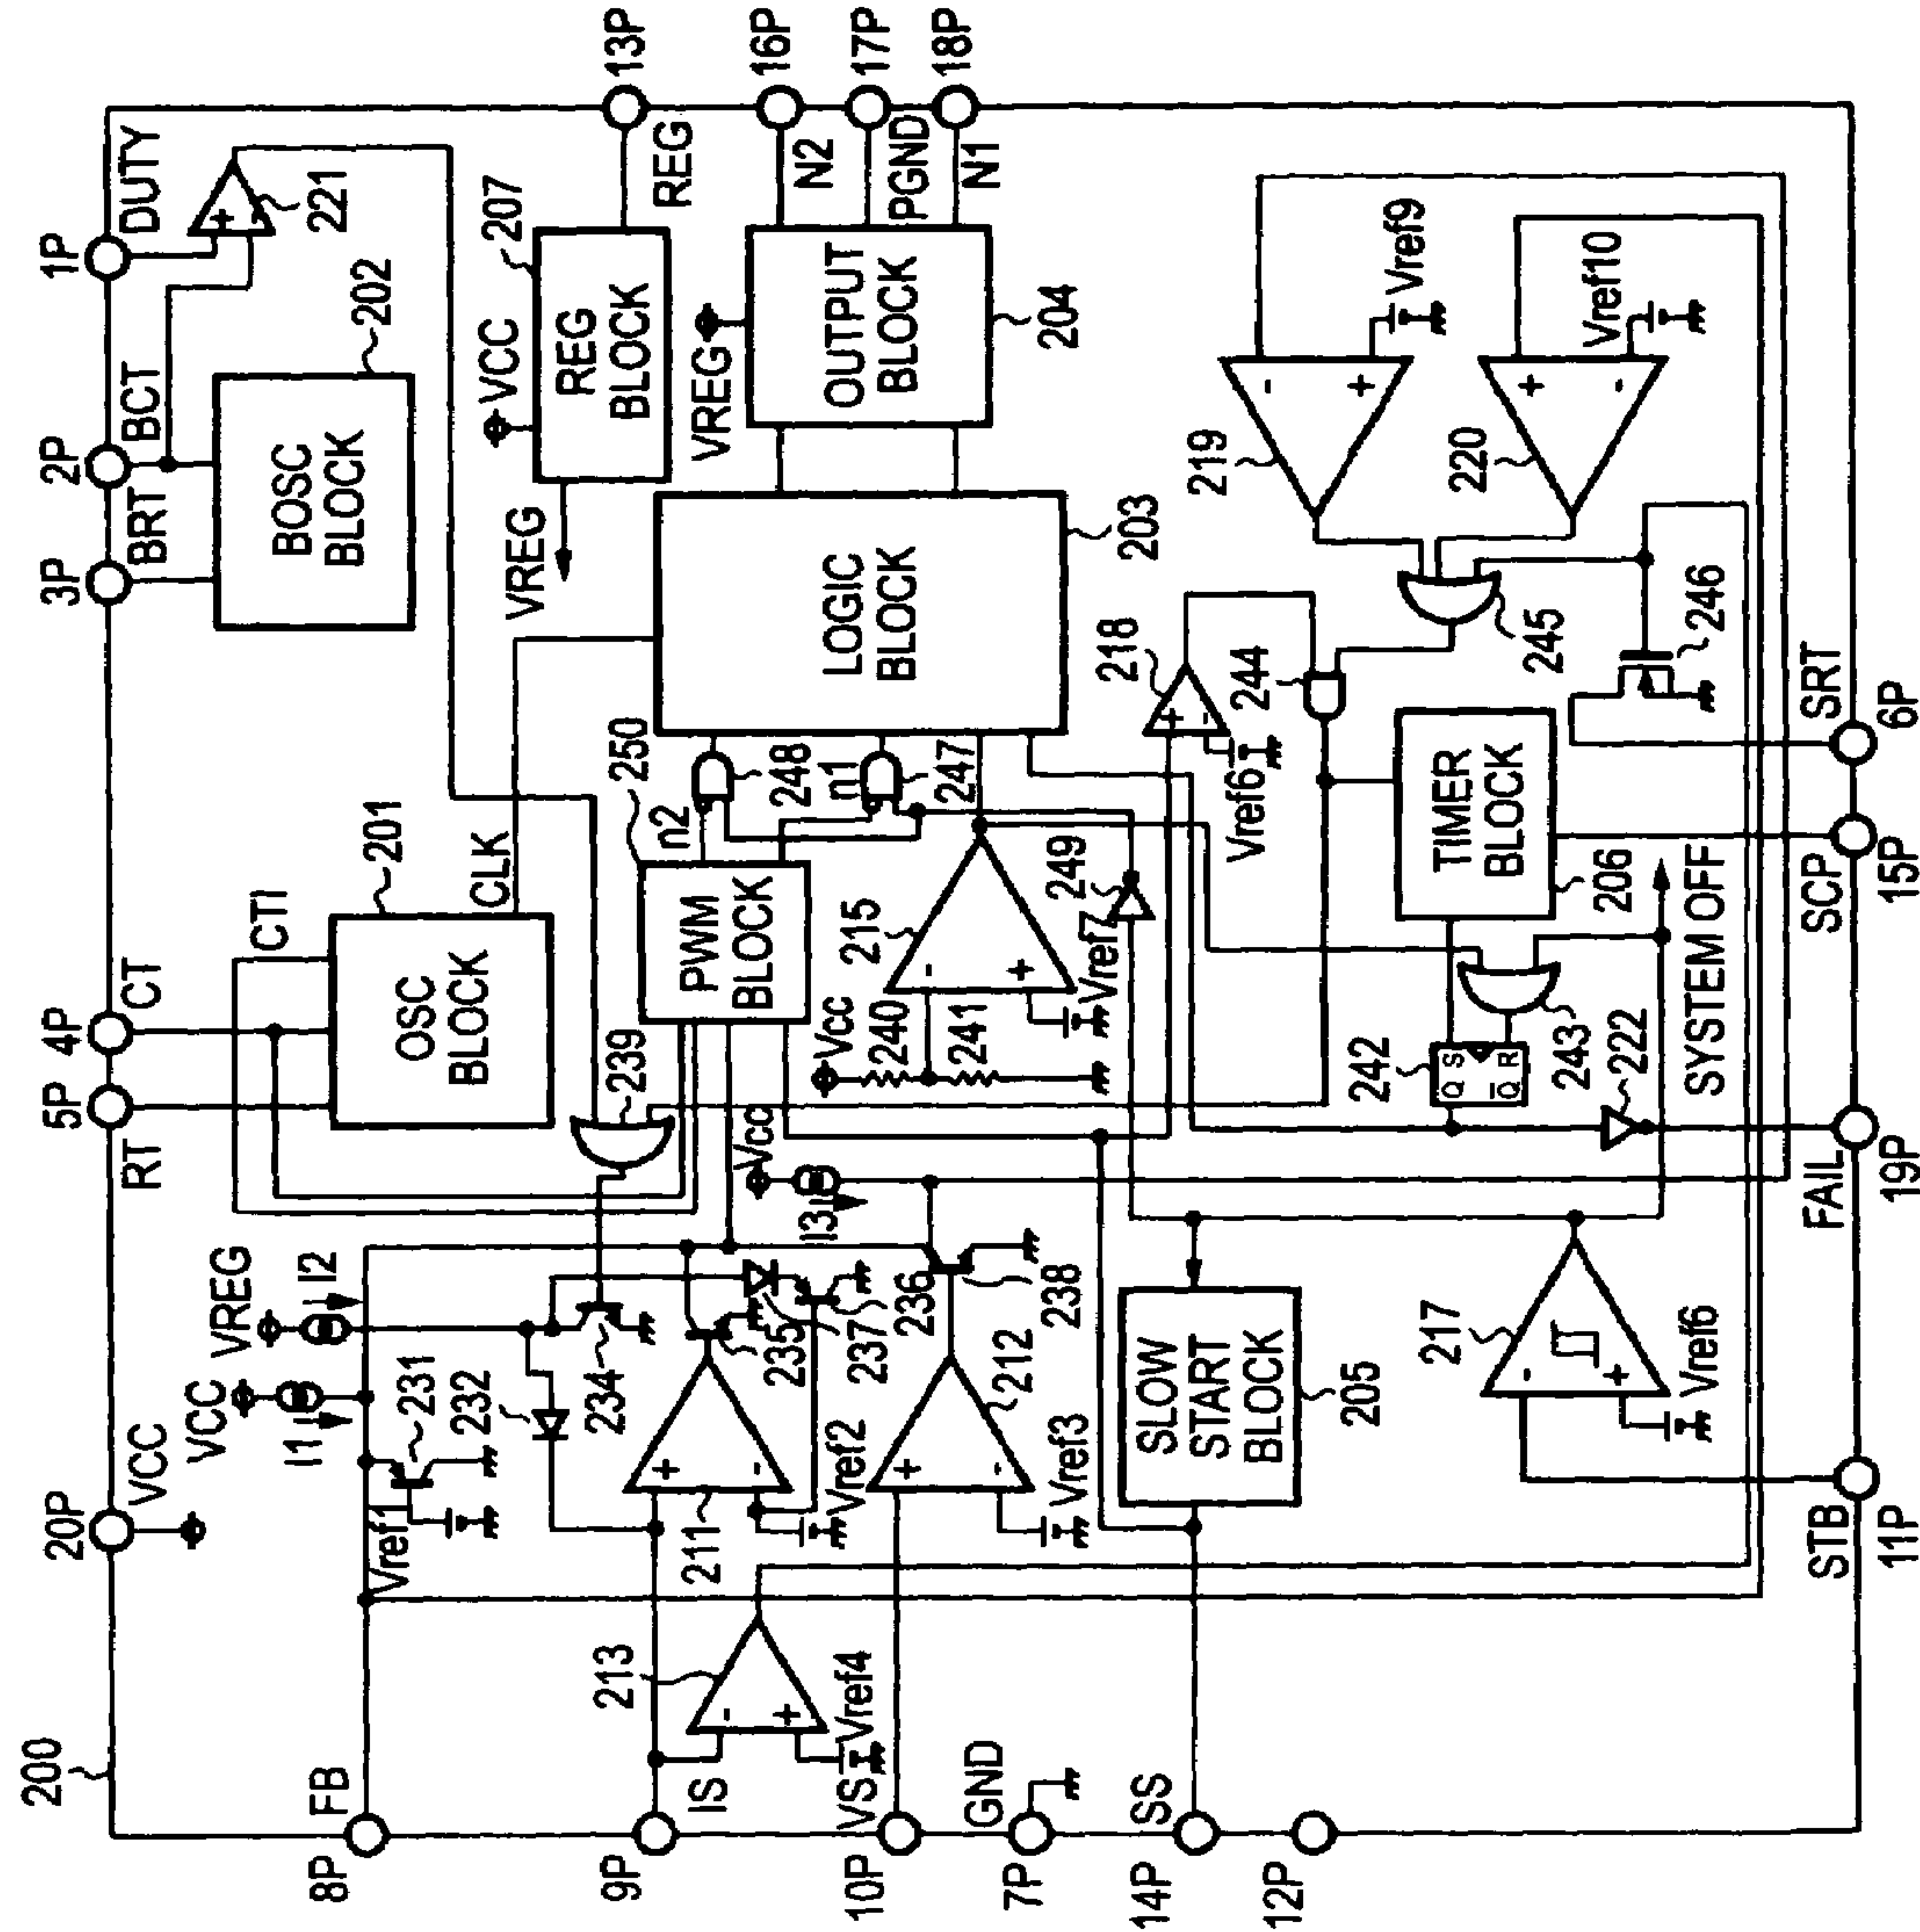 200
20P
VCC
5P
RT
4P
CT
3P
BRT
2P
BCT
1P
DUTY
221
202
BOSC
BLOCK
CTI
201
OSC
BLOCK
CLK
VCC
VREG
I1
I2
FB
8P
Vref1
231
232
234
239
250
n2
248
n1
247
PWM
BLOCK
VREG
VCC
207
REG
BLOCK
REG
13P
LOGIC
BLOCK
203
VREG
OUTPUT
BLOCK
204
N2
16P
PGND
17P
N1
18P
9P
IS
213
-
+
Vref4
211
+
-
Vref2
235
237
236
Vcc
I3
Vcc
240
241
215
-
+
Vref7
249
10P
VS
212
+
-
Vref3
238
7P
GND
14P
SS
12P
SLOW
START
BLOCK
205
218
+
-
Vref6
244
219
-
+
Vref9
220
+
-
Vref10
245
246
TIMER
BLOCK
206
242
Q S
Q R
243
222
SYSTEM OFF
217
-
+
Vref6
STB
11P
FAIL
19P
SCP
15P
SRT
6P